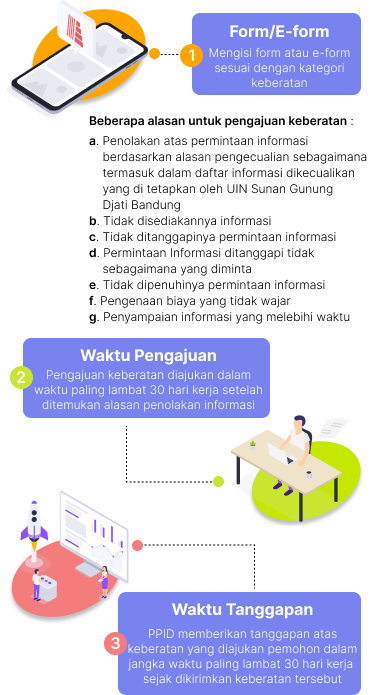 Form/E-form
1
Mengisi form atau e-form
sesuai dengan kategori
keberatan
Beberapa alasan untuk pengajuan keberatan :
a. Penolakan atas permintaan informasi
berdasarkan alasan pengecualian sebagaimana
termasuk dalam daftar informasi dikecualikan
yang di tetapkan oleh UIN Sunan Gunung
Djati Bandung
b. Tidak disediakannya informasi
c. Tidak ditanggapinya permintaan informasi
d. Permintaan Informasi ditanggapi tidak
sebagaimana yang diminta
e. Tidak dipenuhinya permintaan informasi
f. Pengenaan biaya yang tidak wajar
g. Penyampaian informasi yang melebihi waktu
Waktu Pengajuan
2
Pengajuan keberatan diajukan dalam
waktu paling lambat 30 hari kerja setelah
ditemukan alasan penolakan informasi
Waktu Tanggapan
3
PPID memberikan tanggapan atas
keberatan yang diajukan pemohon dalam
jangka waktu paling lambat 30 hari kerja
sejak dikirimkan keberatan tersebut